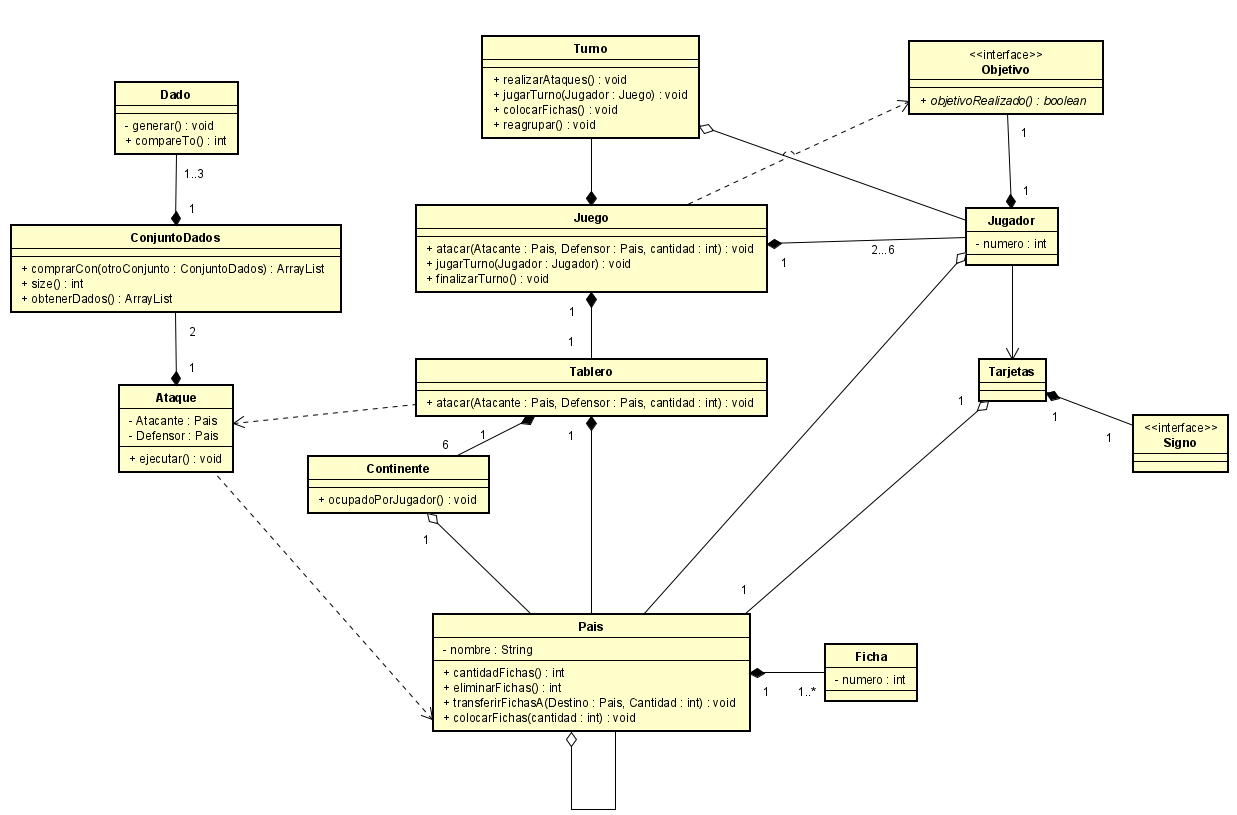 Turno
+ realizarAtaques() : void
+ jugarTurno(Jugador : Juego) : void
+ colocarFichas() : void
+ reagrupar() : void
<<interface>>
Objetivo
+ objetivoRealizado() : boolean
Dado
- generar() : void
+ compareTo() : int
1..3
1
1
1
ConjuntoDados
+ comprarCon(otroConjunto : ConjuntoDados) : ArrayList
+ size() : int
+ obtenerDados() : ArrayList
Juego
+ atacar(Atacante : Pais, Defensor : Pais, cantidad : int) : void
+ jugarTurno(Jugador : Jugador) : void
+ finalizarTurno() : void
1
2...6
Jugador
- numero : int
2
1
1
1
Ataque
- Atacante : Pais
- Defensor : Pais
+ ejecutar() : void
Tablero
+ atacar(Atacante : Pais, Defensor : Pais, cantidad : int) : void
Tarjetas
1
1
1
<<interface>>
Signo
1
1
6
Continente
+ ocupadoPorJugador() : void
1
1
Pais
- nombre : String
+ cantidadFichas() : int
+ eliminarFichas() : int
+ transferirFichasA(Destino : Pais, Cantidad : int) : void
+ colocarFichas(cantidad : int) : void
1
1..*
Ficha
- numero : int